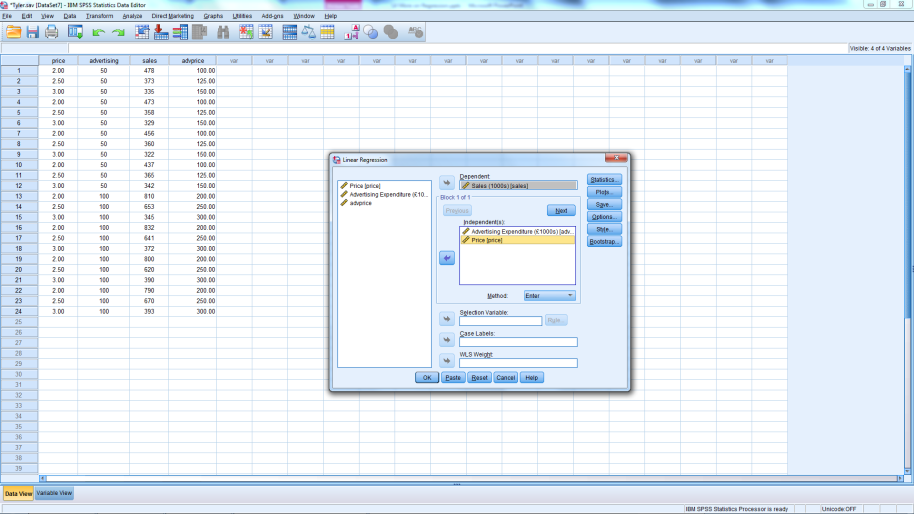 *Tyler.sav [DataSet7] - IBM SPSS Statistics Data Editor
File Edit View Data Transform Analyze Direct Marketing Graphs Utilities Add-ons Window Help
Visible: 4 of 4 Variables
price advertising sales advprice var var var var var var var var var var var var var
1 2.00 50 478 100.00
2 2.50 50 373 125.00
3 3.00 50 335 150.00
4 2.00 50 473 100.00
5 2.50 50 358 125.00
6 3.00 50 329 150.00
7 2.00 50 456 100.00
8 2.50 50 360 125.00
9 3.00 50 322 150.00
10 2.00 50 437 100.00
11 2.50 50 365 125.00
12 3.00 50 342 150.00
13 2.00 100 810 200.00
14 2.50 100 653 250.00
15 3.00 100 345 300.00
16 2.00 100 832 200.00
17 2.50 100 641 250.00
18 3.00 100 372 300.00
19 2.00 100 800 200.00
20 2.50 100 620 250.00
21 3.00 100 390 300.00
22 2.00 100 790 200.00
23 2.50 100 670 250.00
24 3.00 100 393 300.00
25
26
27
28
29
30
31
32
33
34
35
36
37
38
39
Linear Regression
Price [price]
Advertising Expenditure (£10...
advprice
Dependent:
Sales (1000s) [sales]
Block 1 of 1
Previous
Next
Independent(s):
Advertising Expenditure (£1000s) [adv...
Price [price]
Method: Enter
Selection Variable:
Rule...
Case Labels:
WLS Weight:
Statistics...
Plots...
Save...
Options...
Style...
Bootstrap...
OK Paste Reset Cancel Help
Data View Variable View
IBM SPSS Statistics Processor is ready Unicode:OFF